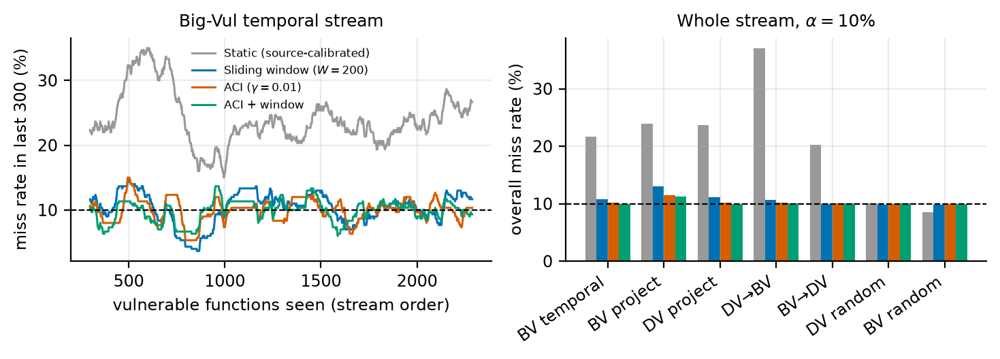 Big-Vul temporal stream
miss rate in last 300 (%)
30
20
10
Static (source-calibrated)
Sliding window (W = 200)
ACI (γ = 0.01)
ACI + window
500
1000
1500
2000
vulnerable functions seen (stream order)
Whole stream, α = 10%
overall miss rate (%)
30
20
10
0
BV temporal
BV project
DV project
DV→BV
BV→DV
DV random
BV random